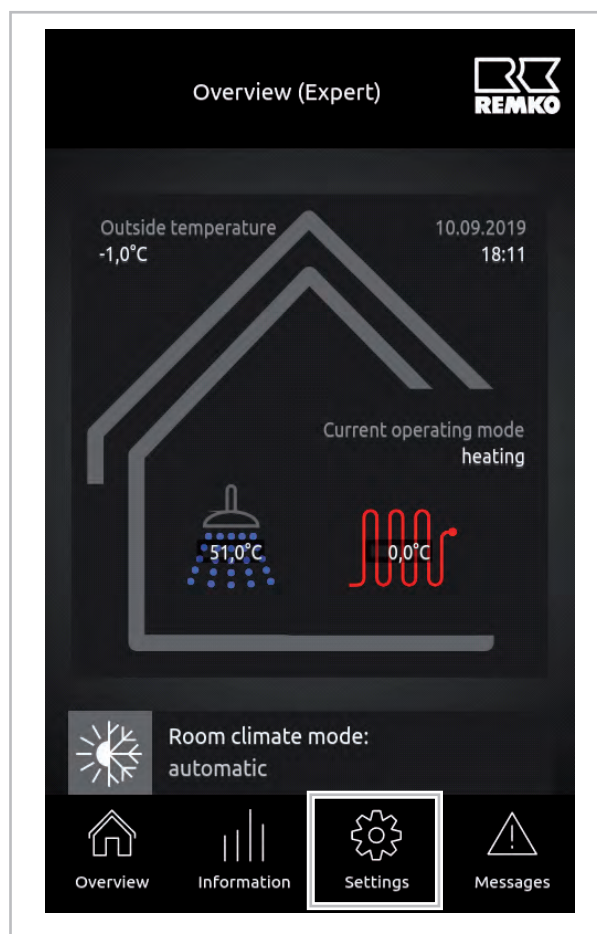 Overview (Expert)
REMKO
Outside temperature
-1,0°C
10.09.2019
18:11
Current operating mode
heating
51,0°C
0,0°C
Room climate mode:
automatic
Overview
Information
Settings
Messages